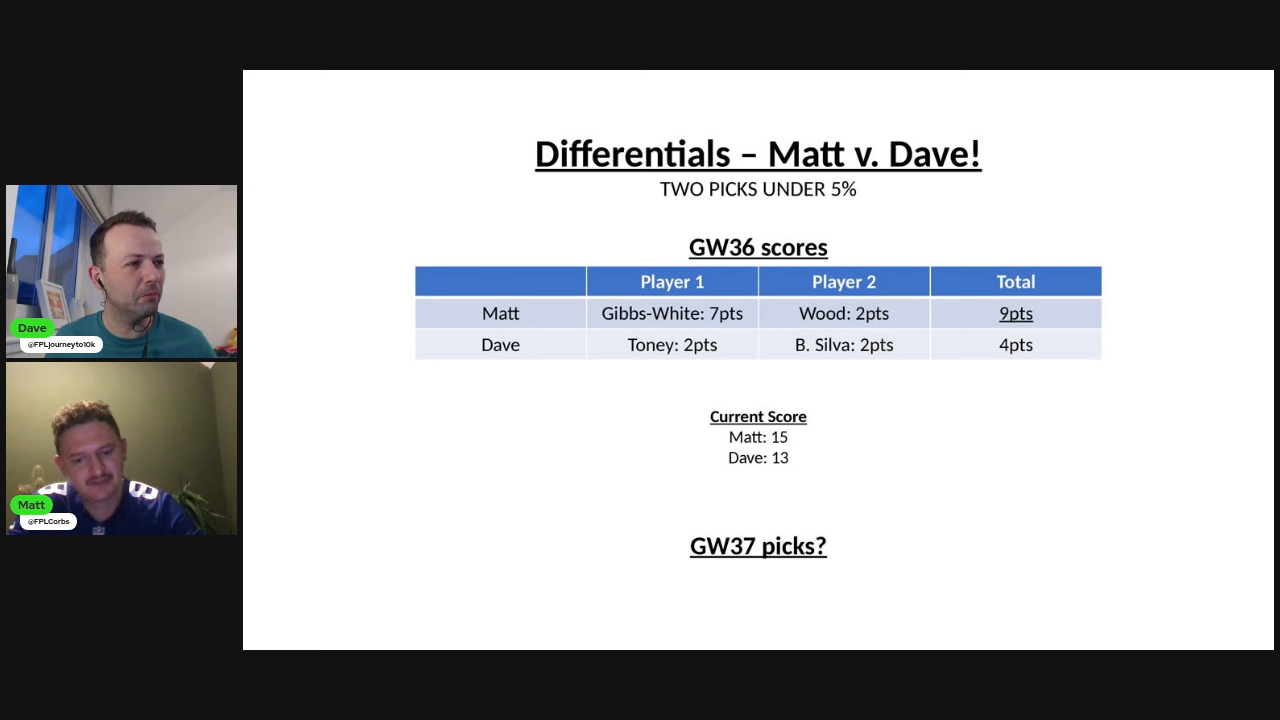 Differentials – Matt v. Dave!
TWO PICKS UNDER 5%
GW36 scores
Player 1 Player 2 Total
Matt Gibbs-White: 7pts Wood: 2pts 9pts
Dave Toney: 2pts B. Silva: 2pts 4pts
Current Score
Matt: 15
Dave: 13
GW37 picks?
Dave
@FPLjourneyto10k
Matt
@FPLCorbs